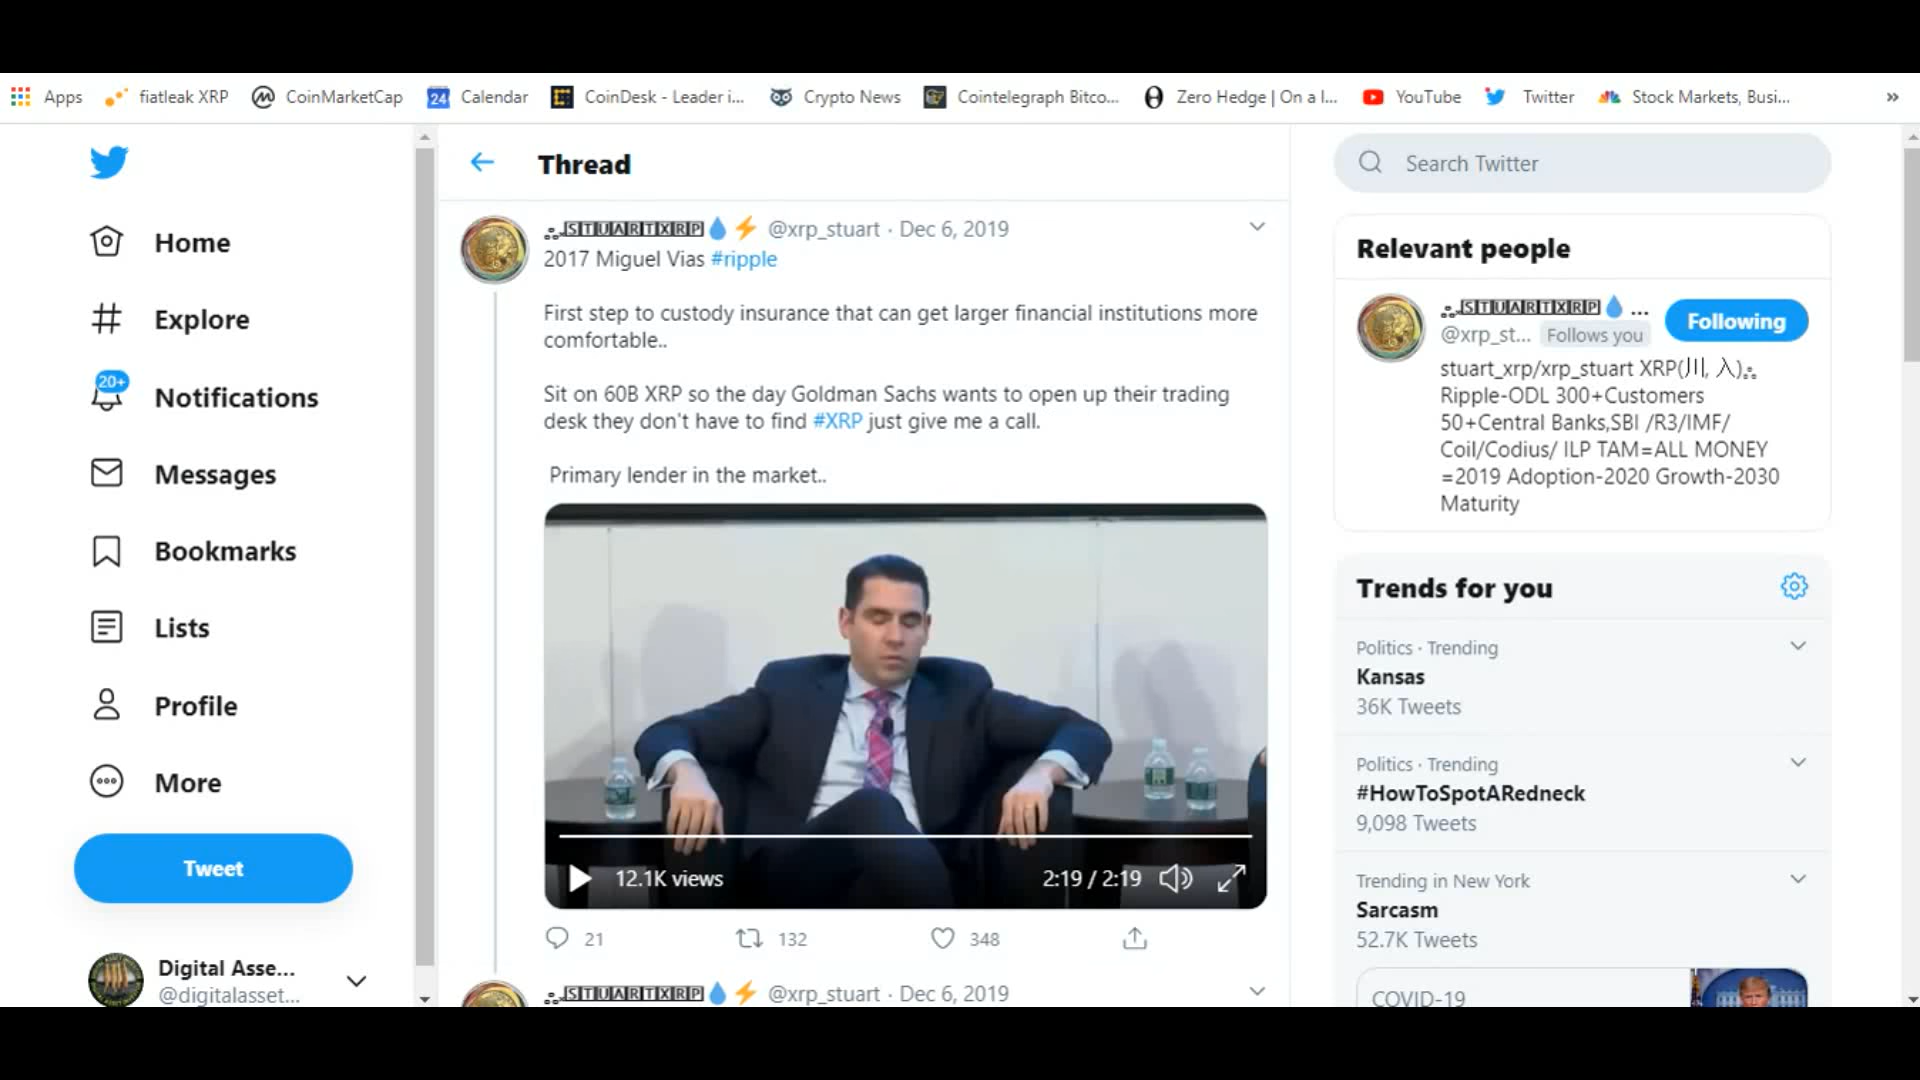 Apps fiatleak XRP CoinMarketCap 24 Calendar CoinDesk - Leader i... Crypto News Cointelegraph Bitco... Zero Hedge | On a l... YouTube Twitter Stock Markets, Busi... »
Home
Explore
20+
Notifications
Messages
Bookmarks
Lists
Profile
More
Tweet
Digital Asse...
@digitalasset...
Thread
🅂🅃🅄🄰🅁🅃🅇🅁🄿💧⚡ @xrp_stuart · Dec 6, 2019
2017 Miguel Vias #ripple
First step to custody insurance that can get larger financial institutions more
comfortable..
Sit on 60B XRP so the day Goldman Sachs wants to open up their trading
desk they don't have to find #XRP just give me a call.
Primary lender in the market..
12.1K views 2:19 / 2:19
21 132 348
🅂🅃🅄🄰🅁🅃🅇🅁🄿💧⚡ @xrp_stuart · Dec 6, 2019
Search Twitter
Relevant people
🅂🅃🅄🄰🅁🅃🅇🅁🄿💧 ...
@xrp_st... Follows you
Following
stuart_xrp/xrp_stuart XRP(川, 入)ஃ
Ripple-ODL 300+Customers
50+Central Banks,SBI /R3/IMF/
Coil/Codius/ ILP TAM=ALL MONEY
=2019 Adoption-2020 Growth-2030
Maturity
Trends for you
Politics · Trending
Kansas
36K Tweets
Politics · Trending
#HowToSpotARedneck
9,098 Tweets
Trending in New York
Sarcasm
52.7K Tweets
COVID-19